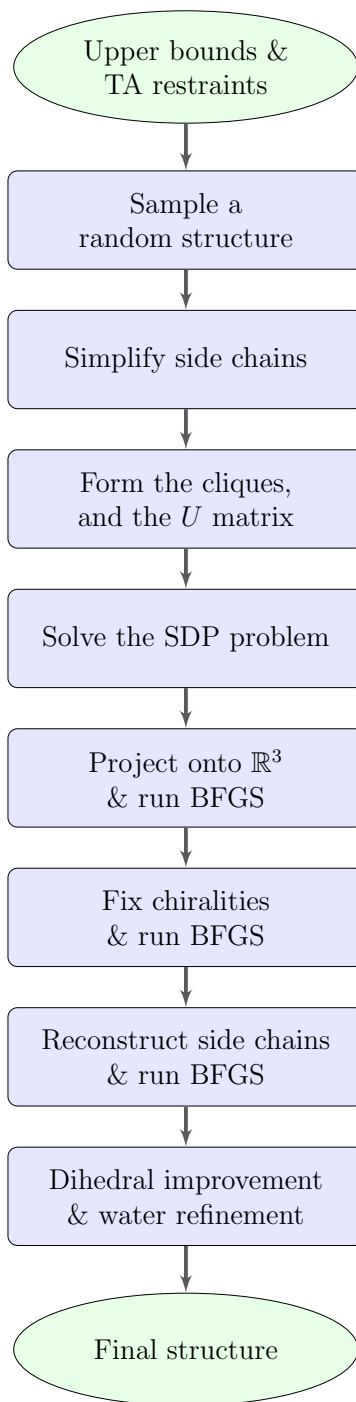 Upper bounds &
TA restraints
Sample a
random structure
Simplify side chains
Form the cliques,
and the U matrix
Solve the SDP problem
Project onto ℝ³
& run BFGS
Fix chiralities
& run BFGS
Reconstruct side chains
& run BFGS
Dihedral improvement
& water refinement
Final structure